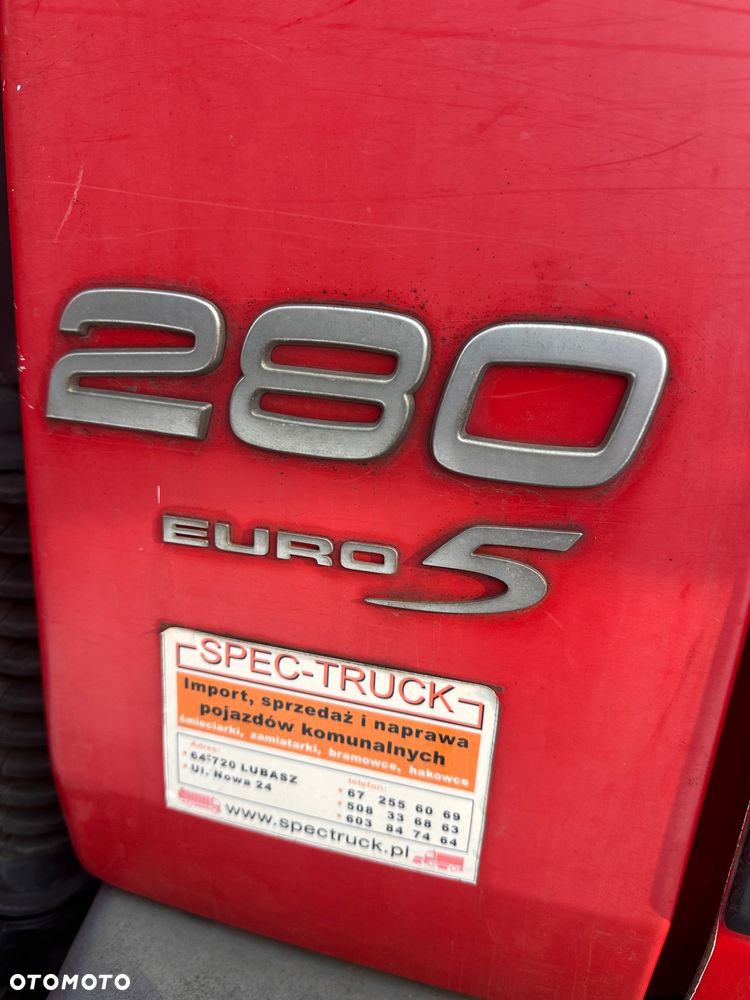 280
EURO 5
SPEC-TRUCK
Import, sprzedaż i naprawa
pojazdów komunalnych
śmieciarki, zamiatarki, bramowce, hakowce
Adres:
64-720 LUBASZ
Ul. Nowa 24
telefon:
67 255 60 69
508 33 68 63
603 84 74 64
www.spectruck.pl
OTOMOTO